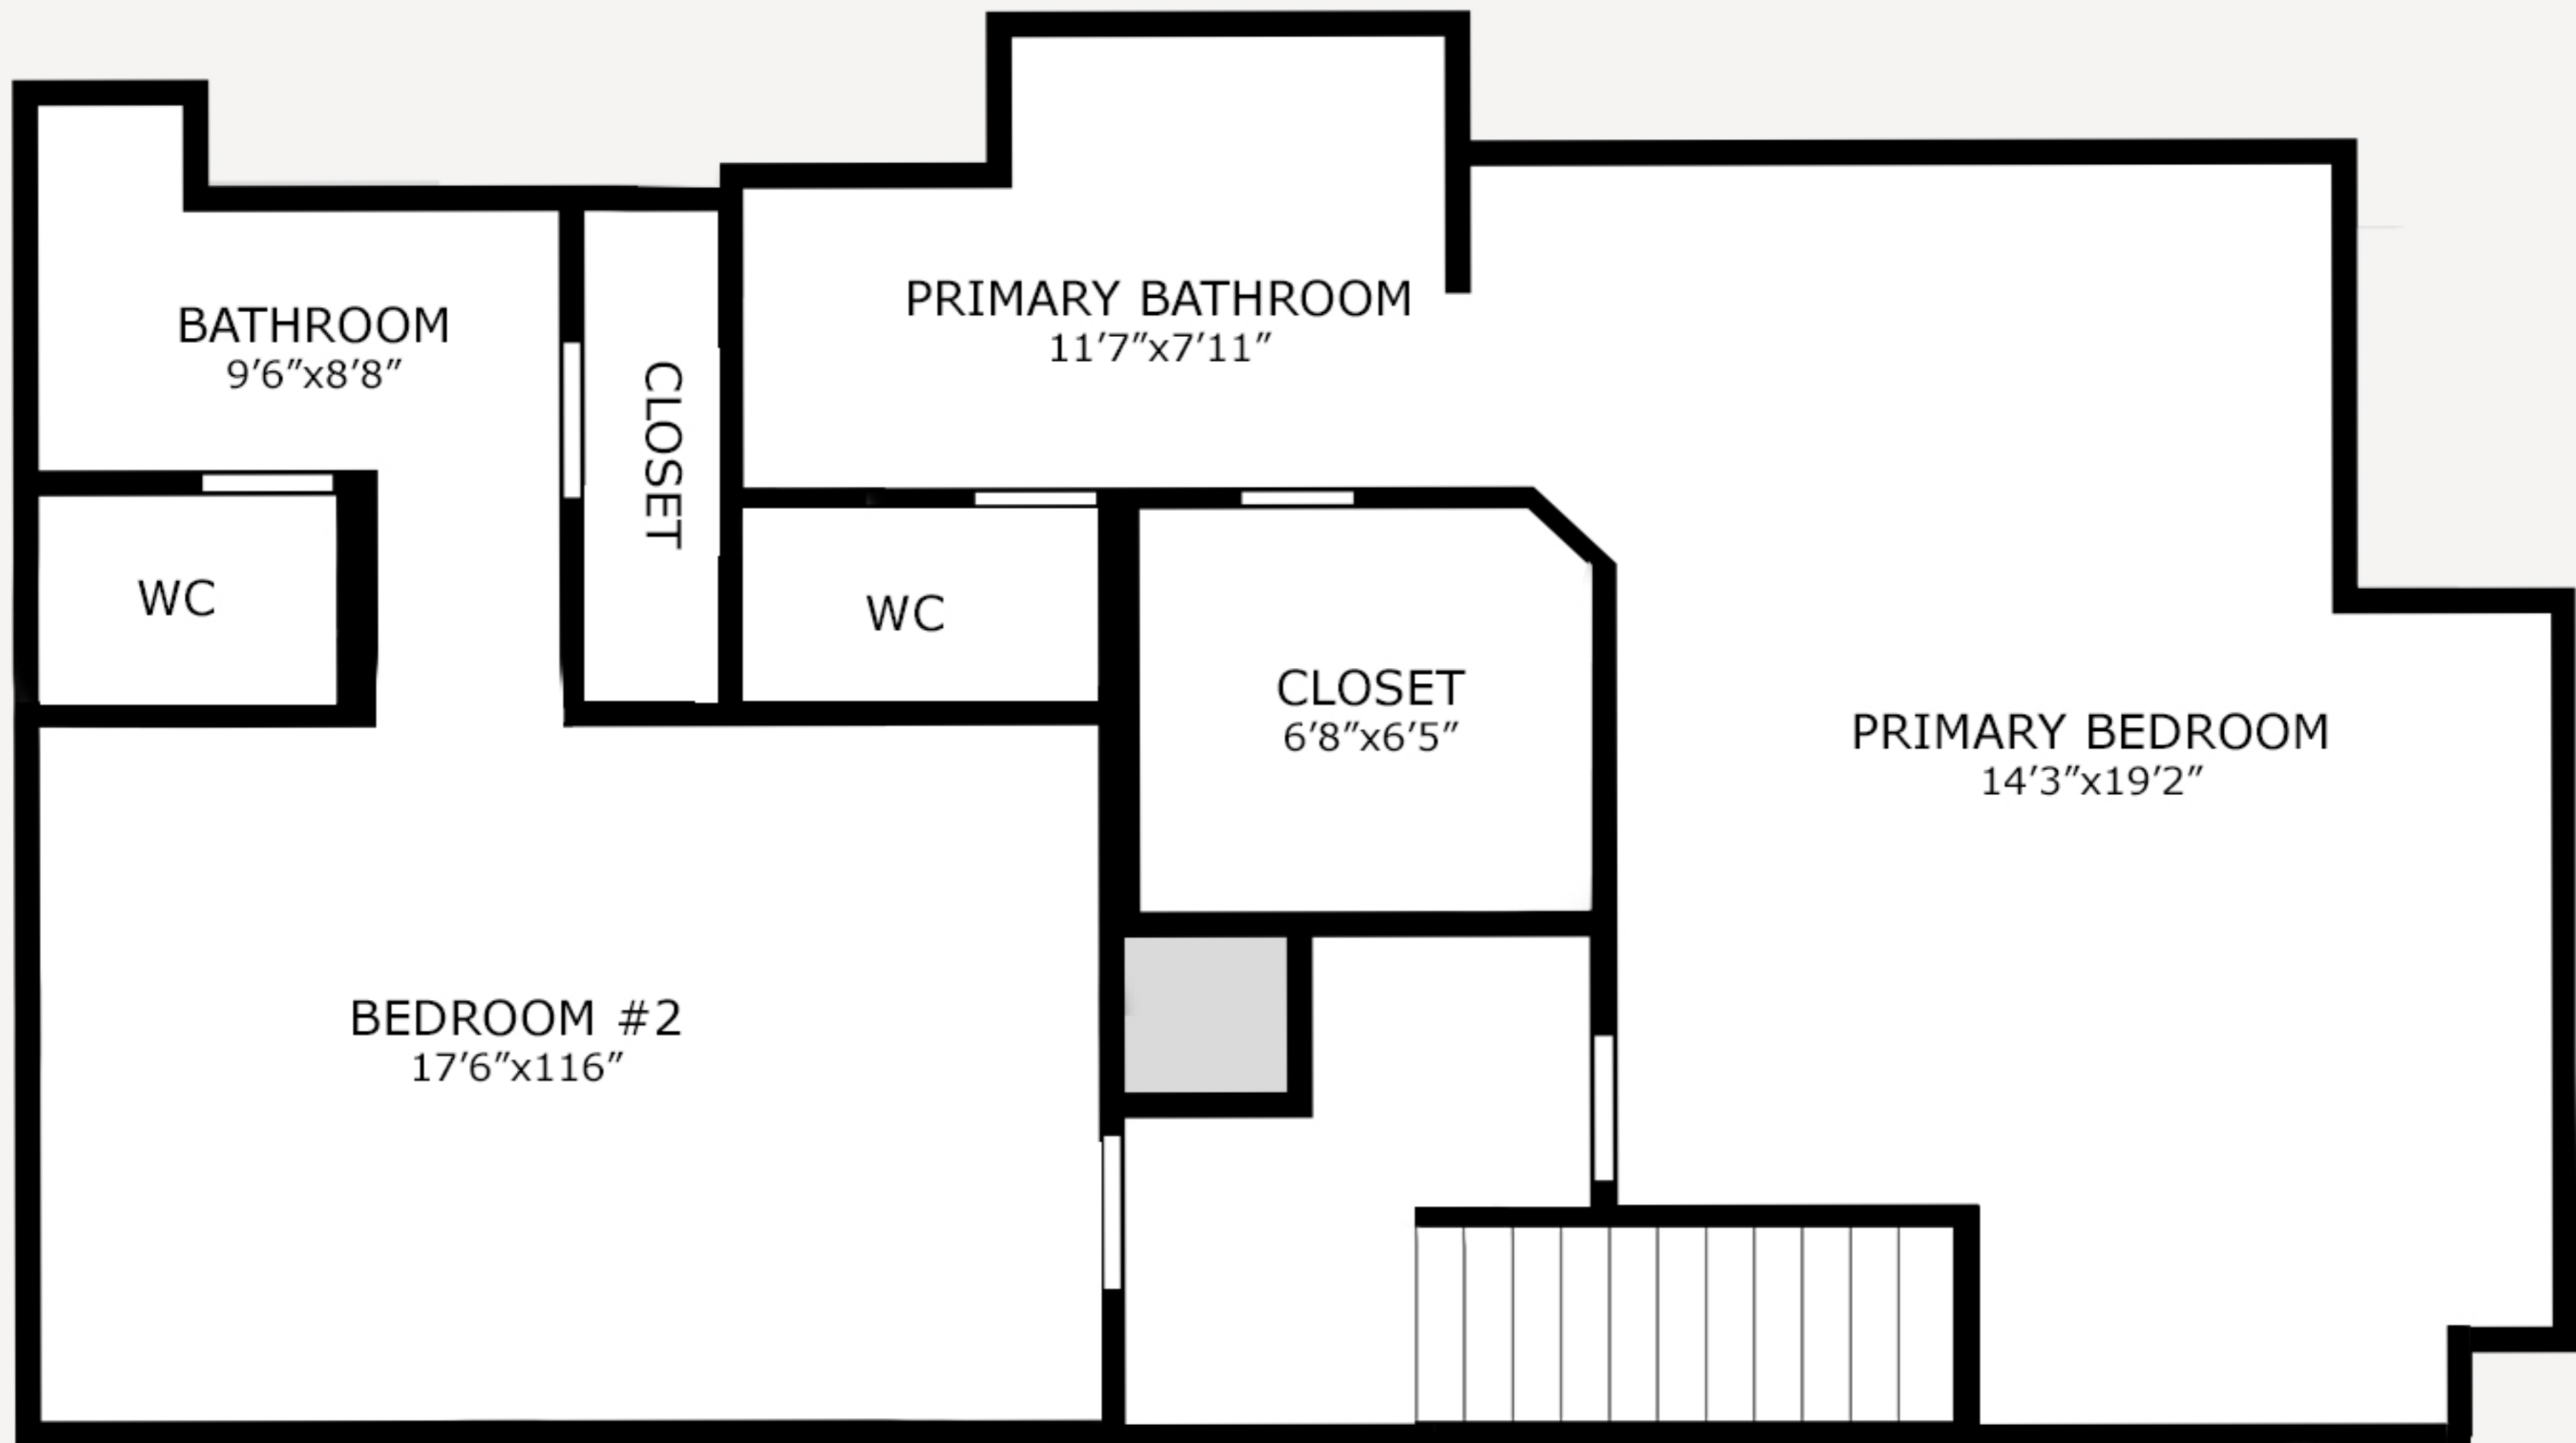 BATHROOM
9'6"x8'8"
CLOSET
PRIMARY BATHROOM
11'7"x7'11"
WC
WC
CLOSET
6'8"x6'5"
PRIMARY BEDROOM
14'3"x19'2"
BEDROOM #2
17'6"x116"